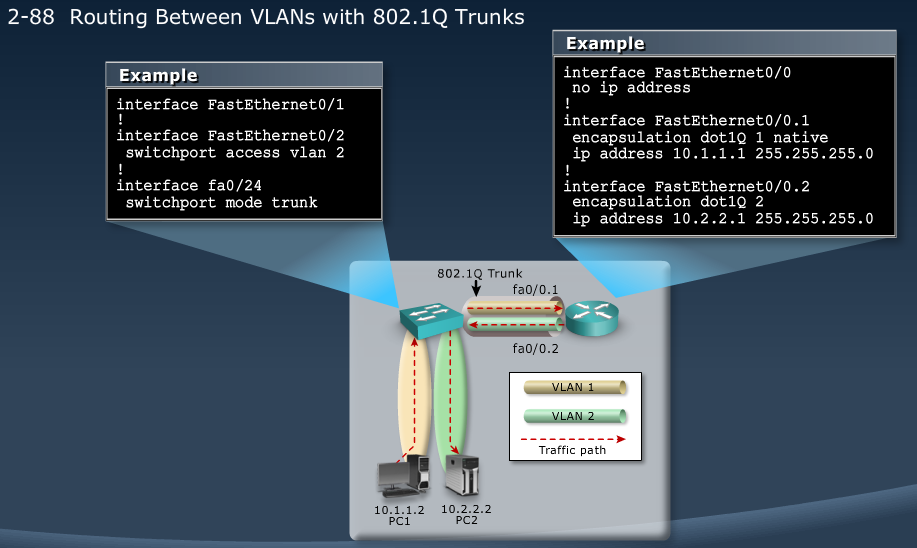 2-88 Routing Between VLANs with 802.1Q Trunks
Example
interface FastEthernet0/1
!
interface FastEthernet0/2
switchport access vlan 2
!
interface fa0/24
switchport mode trunk
Example
interface FastEthernet0/0
no ip address
!
interface FastEthernet0/0.1
encapsulation dot1Q 1 native
ip address 10.1.1.1 255.255.255.0
!
interface FastEthernet0/0.2
encapsulation dot1Q 2
ip address 10.2.2.1 255.255.255.0
802.1Q Trunk
fa0/0.1
fa0/0.2
VLAN 1
VLAN 2
Traffic path
10.1.1.2
PC1
10.2.2.2
PC2